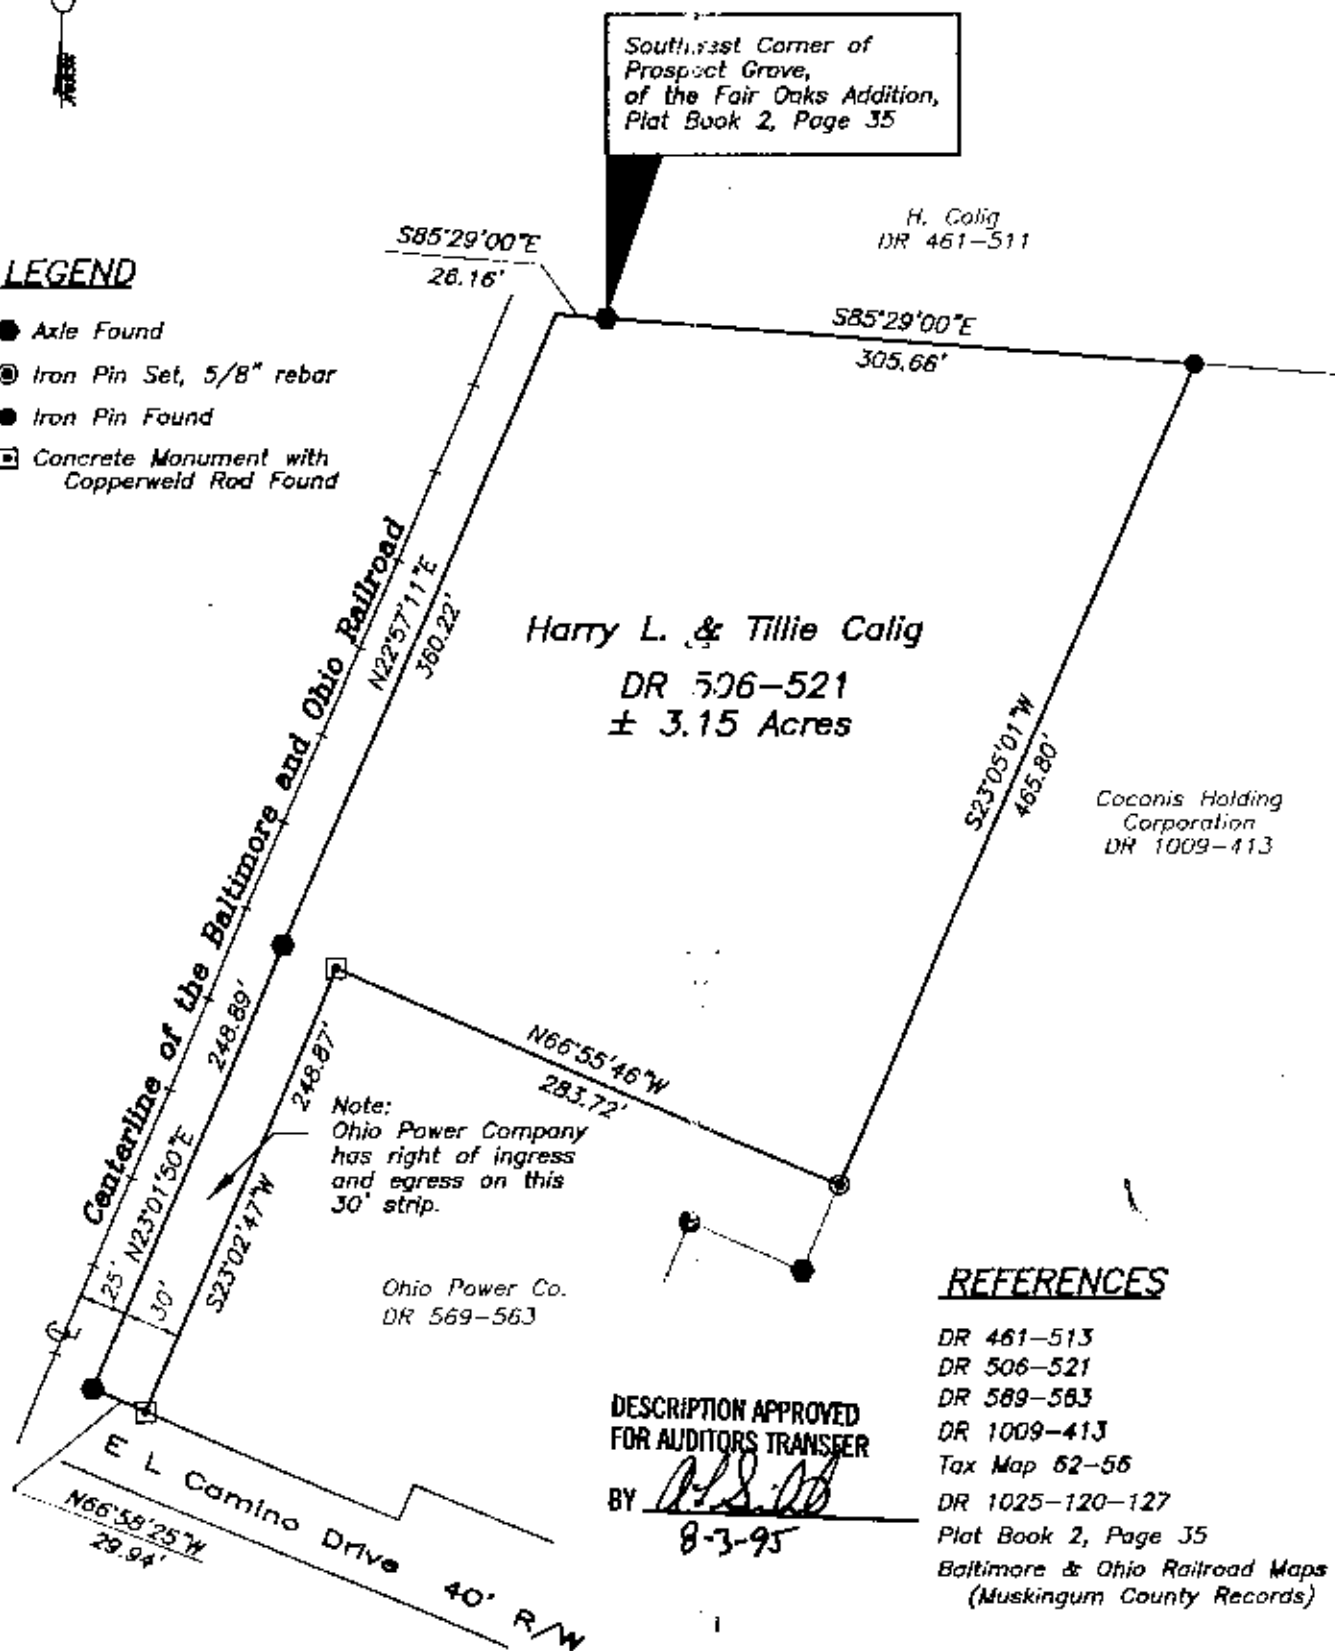 Corner of
Prospect Grove,
of the Fair Oaks Addition,
Plat Book 2, Page 35
H. Calig
DR 461-511
S85°29'00"E
26.16'
LEGEND
Axle Found
Iron Pin Set, 5/8" rebar
Iron Pin Found
Concrete Monument with
Copperweld Rod Found
S85°29'00"E
305.66'
Centerline of the Baltimore and Ohio Railroad
N22°57'11"E
360.22'
Harry L. & Tillie Calig
DR 506-521
± 3.15 Acres
S23°05'01"W
465.80'
Coconis Holding
Corporation
DR 1009-413
248.89'
N23°01'50"E
248.87'
S23°02'47"W
N66°55'46"W
283.72'
Note:
Ohio Power Company
has right of ingress
and egress on this
30' strip.
25'
30'
Ohio Power Co.
DR 569-563
N66°58'25"W
29.94'
E L Camino Drive 40' R/W
DESCRIPTION APPROVED
FOR AUDITORS TRANSFER
BY
8-3-95
REFERENCES
DR 461-513
DR 506-521
DR 569-563
DR 1009-413
Tax Map 62-56
DR 1025-120-127
Plat Book 2, Page 35
Baltimore & Ohio Railroad Maps
(Muskingum County Records)